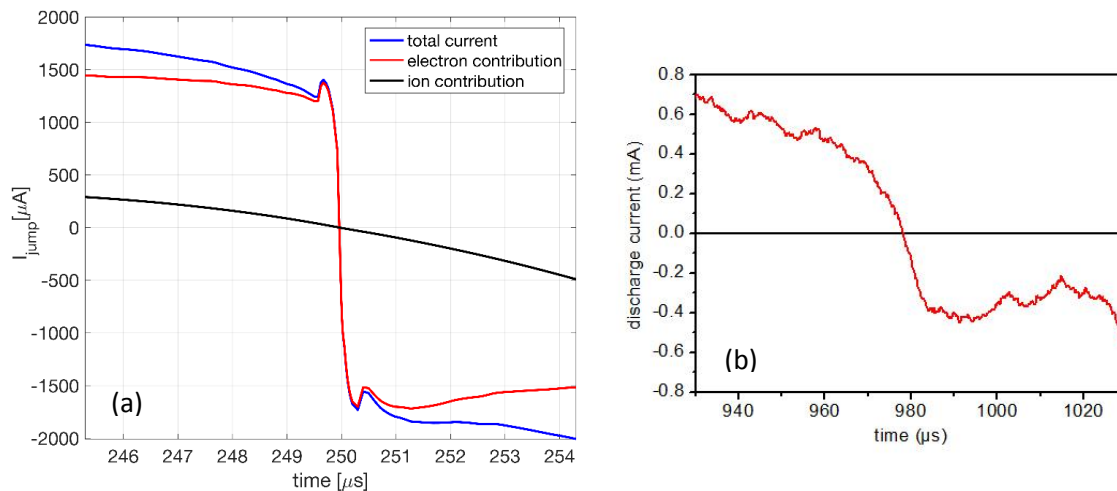 2000
1500
1000
500
0
-500
-1000
-1500
-2000
I_jump [μA]
total current
electron contribution
ion contribution
(a)
246 247 248 249 250 251 252 253 254
time [μs]
0.8
0.6
0.4
0.2
0.0
-0.2
-0.4
-0.6
-0.8
discharge current (mA)
(b)
940 960 980 1000 1020
time (μs)